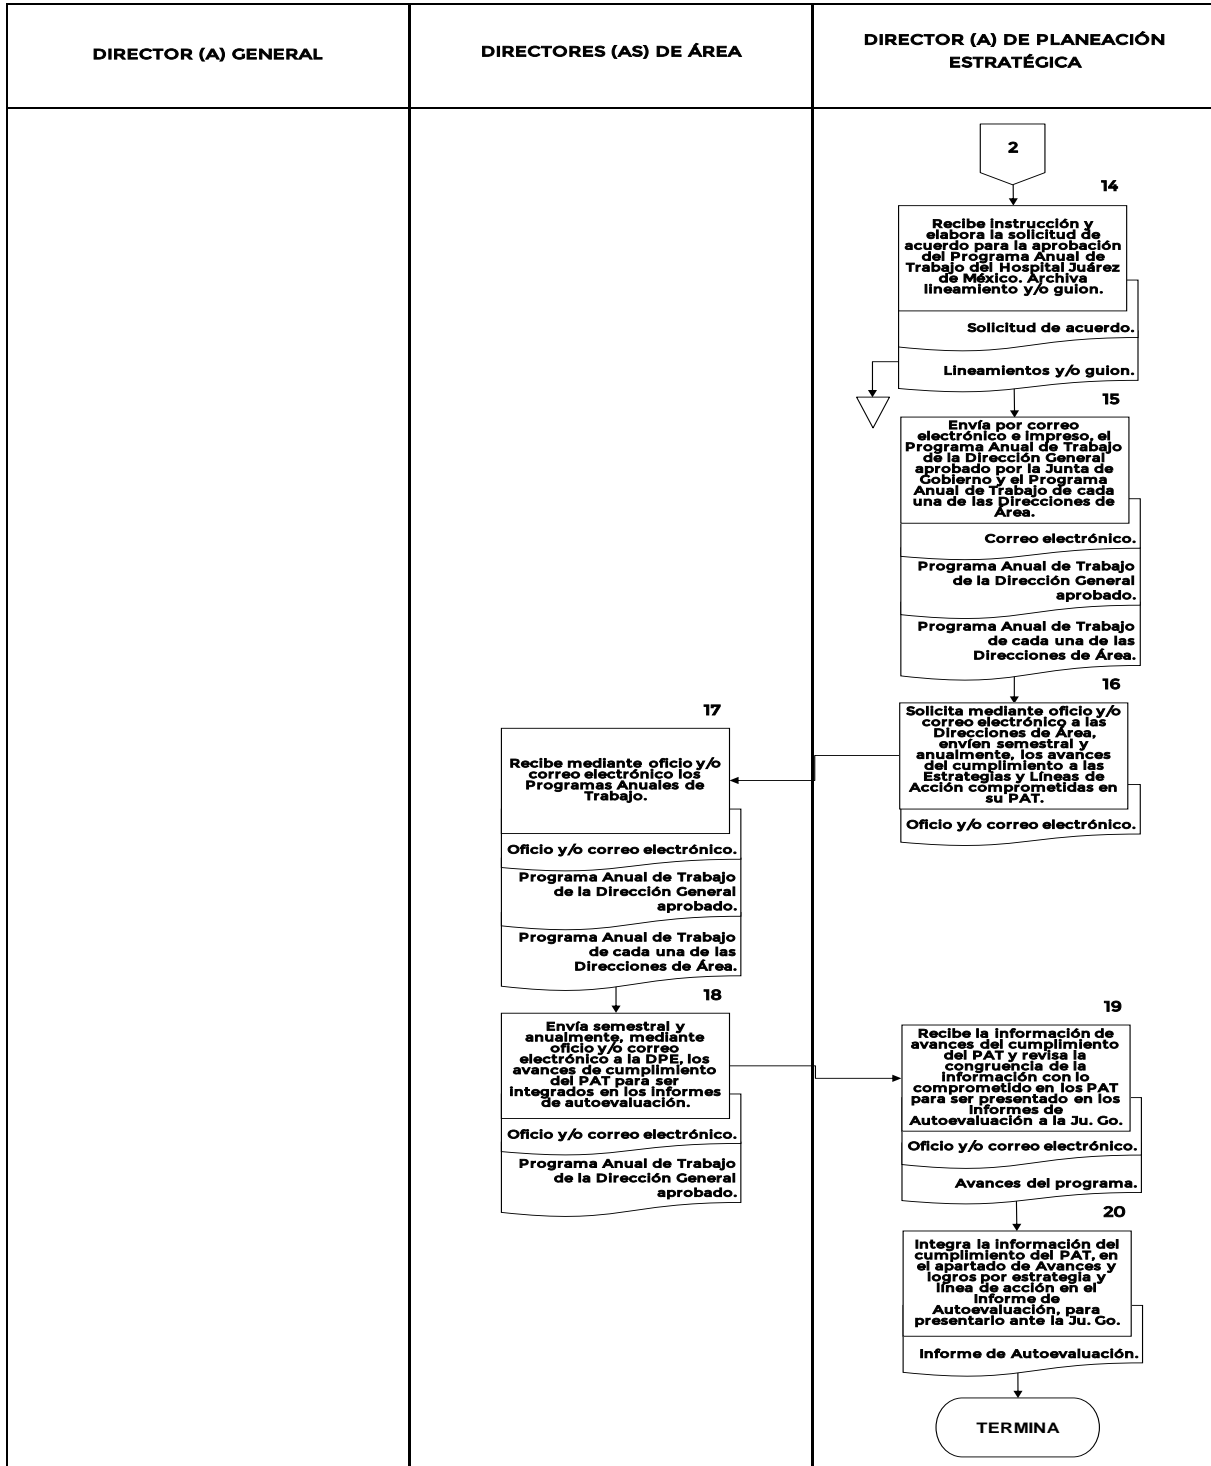 DIRECTOR (A) GENERAL
DIRECTORES (AS) DE ÁREA
DIRECTOR (A) DE PLANEACIÓN
ESTRATÉGICA
2
14
Recibe instrucción y
elabora la solicitud de
acuerdo para la aprobación
del Programa Anual de
Trabajo del Hospital Juárez
de México. Archiva
lineamiento y/o guion.
Solicitud de acuerdo.
Lineamientos y/o guion.
15
Envía por correo
electrónico e impreso, el
Programa Anual de Trabajo
de la Dirección General
aprobado por la Junta de
Gobierno y el Programa
Anual de Trabajo de cada
una de las Direcciones de
Área.
Correo electrónico.
Programa Anual de Trabajo
de la Dirección General
aprobado.
Programa Anual de Trabajo
de cada una de las
Direcciones de Área.
16
Solicita mediante oficio y/o
correo electrónico a las
Direcciones de Área,
envíen semestral y
anualmente, los avances
del cumplimiento a las
Estrategias y Líneas de
Acción comprometidas en
su PAT.
Oficio y/o correo electrónico.
17
Recibe mediante oficio y/o
correo electrónico los
Programas Anuales de
Trabajo.
Oficio y/o correo electrónico.
Programa Anual de Trabajo
de la Dirección General
aprobado.
Programa Anual de Trabajo
de cada una de las
Direcciones de Área.
18
Envía semestral y
anualmente, mediante
oficio y/o correo
electrónico a la DPE, los
avances de cumplimiento
del PAT para ser
integrados en los informes
de autoevaluación.
Oficio y/o correo electrónico.
Programa Anual de Trabajo
de la Dirección General
aprobado.
19
Recibe la información de
avances del cumplimiento
del PAT y revisa la
congruencia de la
información con lo
comprometido en los PAT
para ser presentado en los
Informes de
Autoevaluación a la Ju. Go.
Oficio y/o correo electrónico.
Avances del programa.
20
Integra la información del
cumplimiento del PAT, en
el apartado de Avances y
logros por estrategia y
línea de acción en el
Informe de
Autoevaluación, para
presentarlo ante la Ju. Go.
Informe de Autoevaluación.
TERMINA